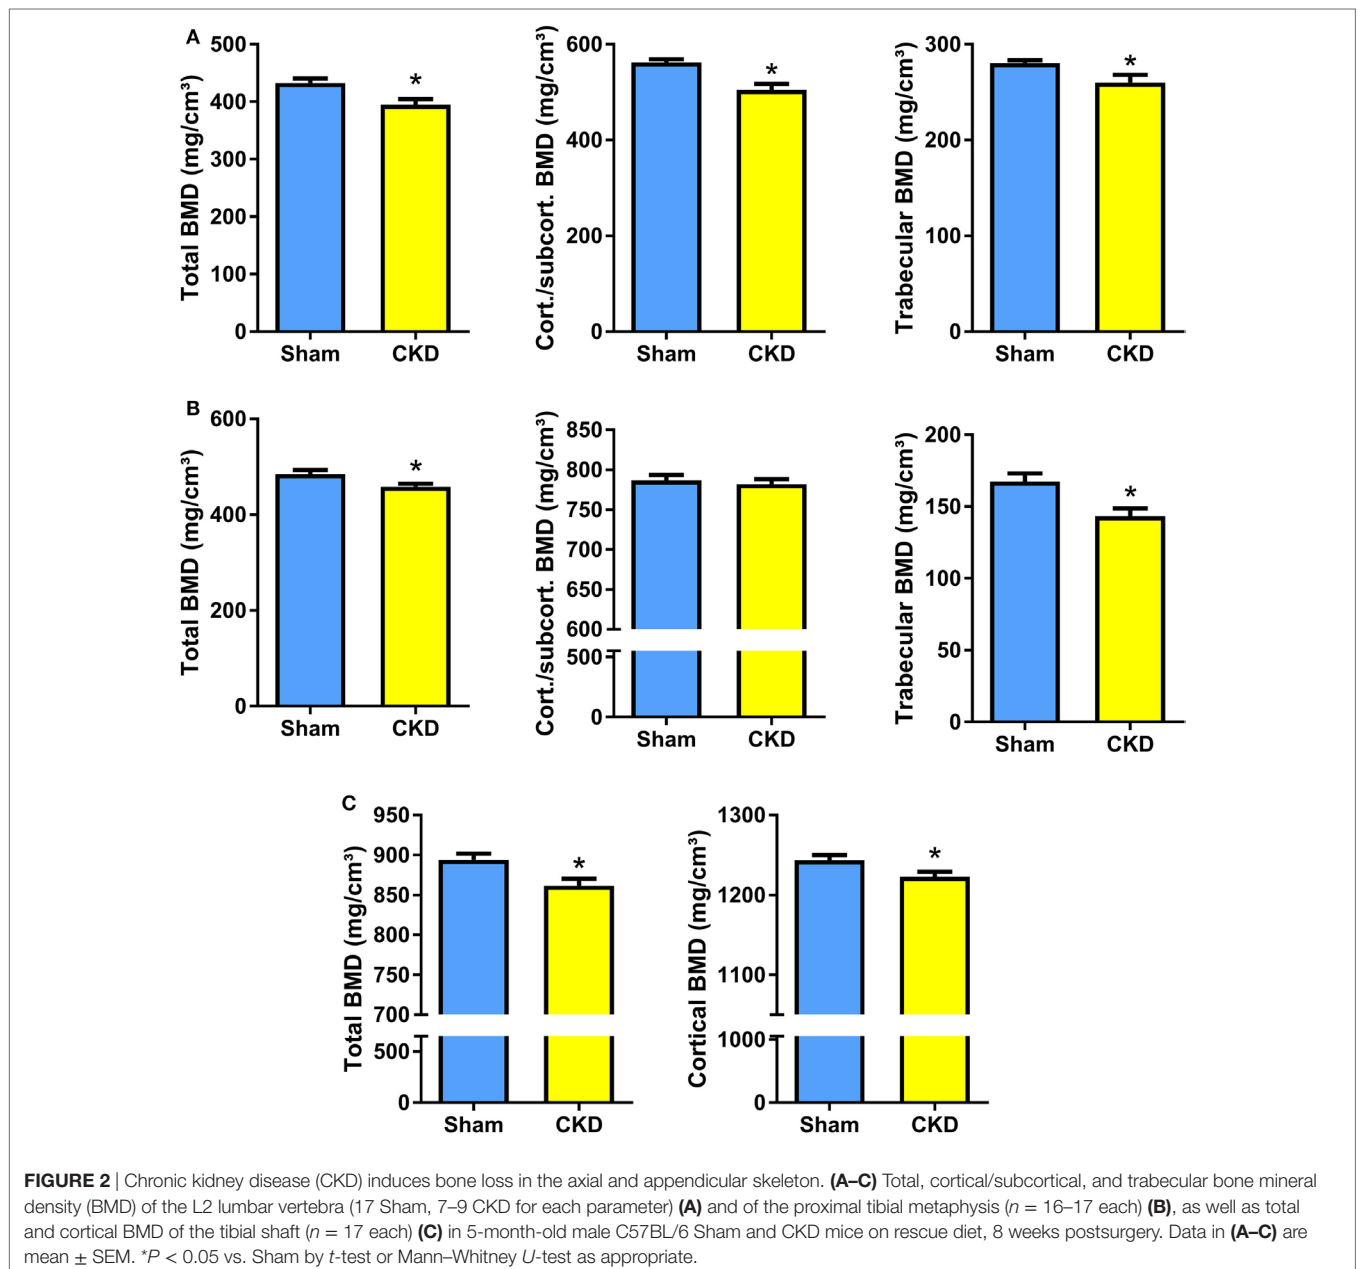 A
500
400
300
200
100
0
Total BMD (mg/cm³)
*
Sham CKD
600
400
200
0
Cort./subcort. BMD (mg/cm³)
*
Sham CKD
300
200
100
0
Trabecular BMD (mg/cm³)
*
Sham CKD
B
600
400
200
0
Total BMD (mg/cm³)
*
Sham CKD
850
800
750
700
650
600
500
0
Cort./subcort. BMD (mg/cm³)
Sham CKD
200
150
100
50
0
Trabecular BMD (mg/cm³)
*
Sham CKD
C
950
900
850
800
750
700
500
0
Total BMD (mg/cm³)
*
Sham CKD
1300
1200
1100
1000
0
Cortical BMD (mg/cm³)
*
Sham CKD
FIGURE 2 | Chronic kidney disease (CKD) induces bone loss in the axial and appendicular skeleton. (A–C) Total, cortical/subcortical, and trabecular bone mineral
density (BMD) of the L2 lumbar vertebra (17 Sham, 7–9 CKD for each parameter) (A) and of the proximal tibial metaphysis (n = 16–17 each) (B), as well as total
and cortical BMD of the tibial shaft (n = 17 each) (C) in 5-month-old male C57BL/6 Sham and CKD mice on rescue diet, 8 weeks postsurgery. Data in (A–C) are
mean ± SEM. *P < 0.05 vs. Sham by t-test or Mann–Whitney U-test as appropriate.